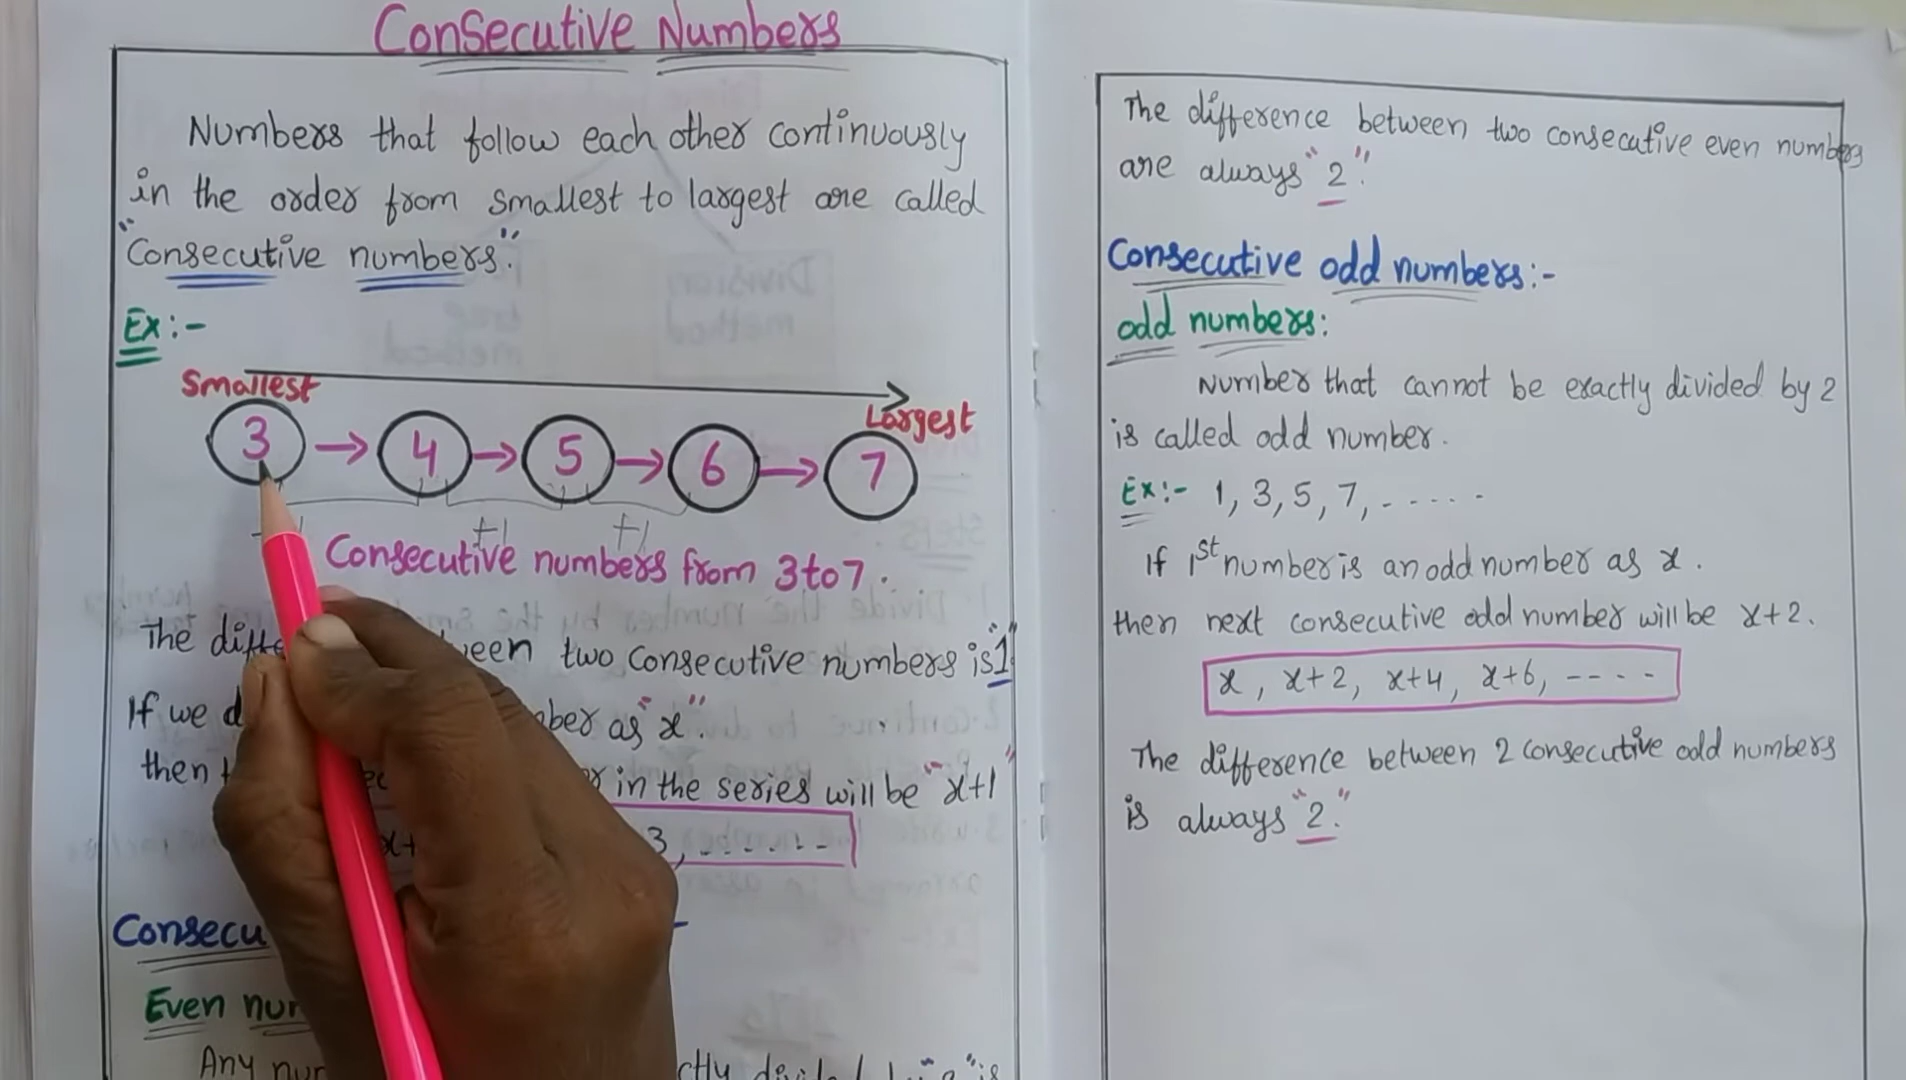 Consecutive Numbers
Numbers that follow each other continuously
in the order from smallest to largest are called
"Consecutive numbers".
Ex:-
Smallest
Largest
3 → 4 → 5 → 6 → 7
+1 +1
Consecutive numbers from 3 to 7.
The two consecutive numbers is "1"
If we as "x".
then in the series will be "x+1"
3, ......
Consecu
Even
Any
The difference between two consecutive even numbers
are always "2".
Consecutive odd numbers:-
odd numbers:
Number that cannot be exactly divided by 2
is called odd number.
Ex:- 1, 3, 5, 7, .....
If 1st number is an odd number as x.
then next consecutive odd number will be x+2.
x, x+2, x+4, x+6, ----
The difference between 2 consecutive odd numbers
is always "2."